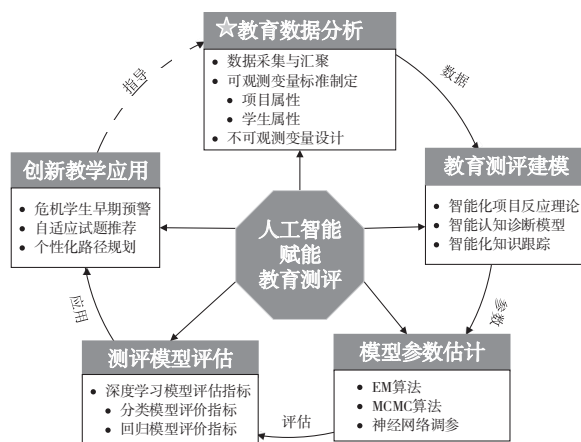 ☆教育数据分析
• 数据采集与汇聚
• 可观测变量标准制定
• 项目属性
• 学生属性
• 不可观测变量设计
指导
数据
创新教学应用
• 危机学生早期预警
• 自适应试题推荐
• 个性化路径规划
人工智能
赋能
教育测评
教育测评建模
• 智能化项目反应理论
• 智能认知诊断模型
• 智能化知识跟踪
应用
参数
测评模型评估
• 深度学习模型评估指标
• 分类模型评价指标
• 回归模型评价指标
评估
模型参数估计
• EM算法
• MCMC算法
• 神经网络调参